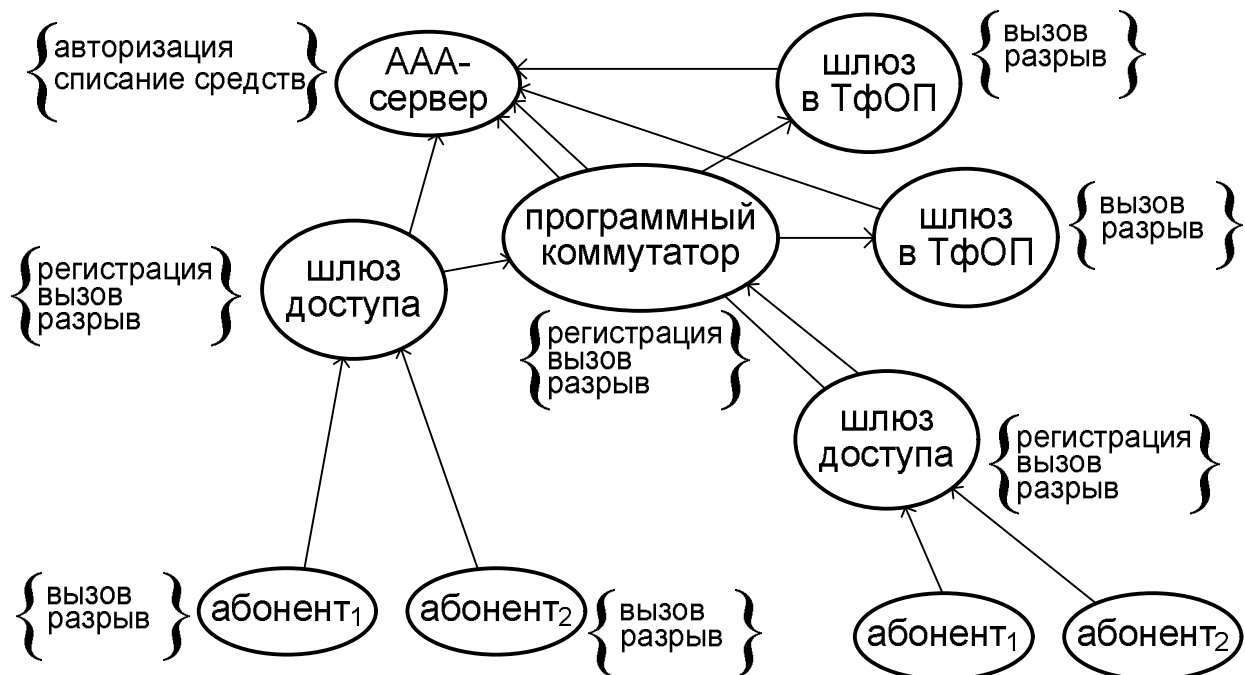 авторизация
списание средств
ААА-
сервер
шлюз
в ТфОП
вызов
разрыв
программный
коммутатор
шлюз
в ТфОП
вызов
разрыв
регистрация
вызов
разрыв
шлюз
доступа
регистрация
вызов
разрыв
шлюз
доступа
регистрация
вызов
разрыв
вызов
разрыв
абонент₁
абонент₂
вызов
разрыв
абонент₁
абонент₂